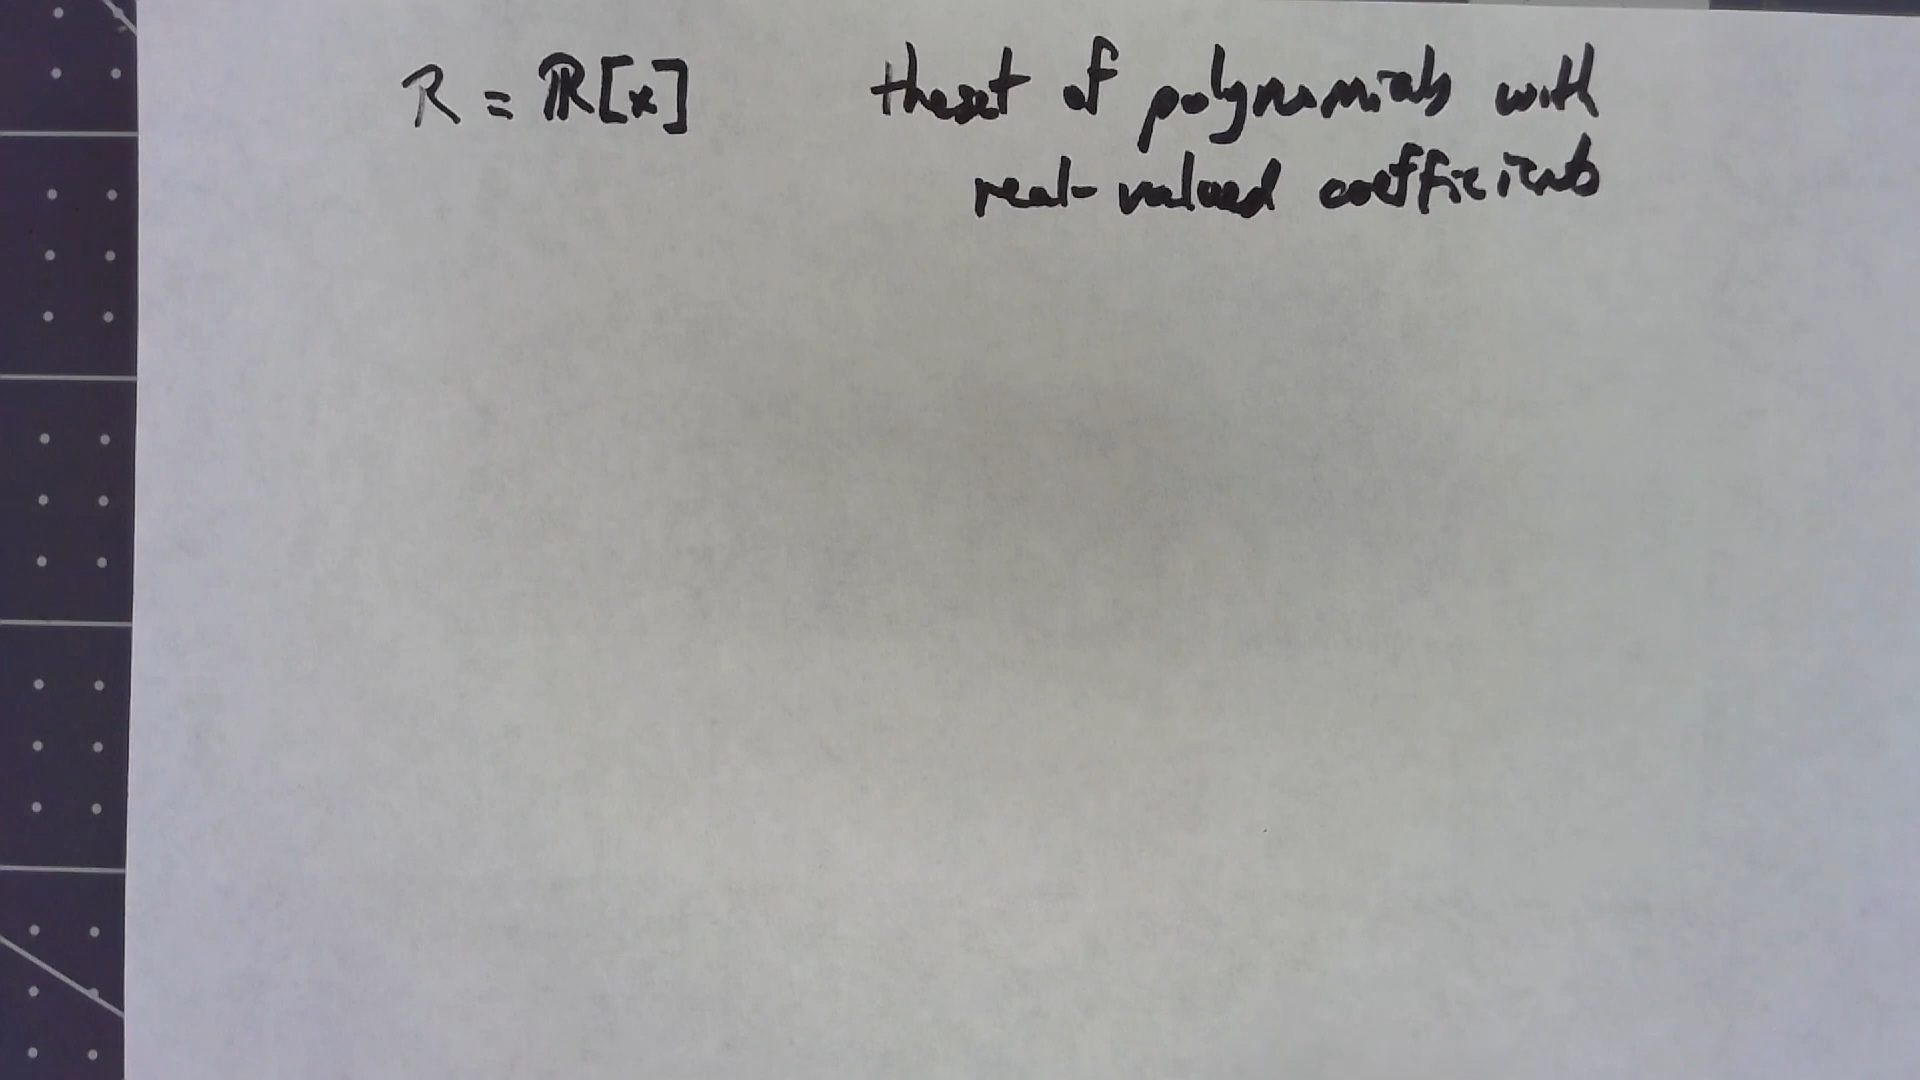 R = ℝ[x] the set of polynomials with
real-valued coefficients